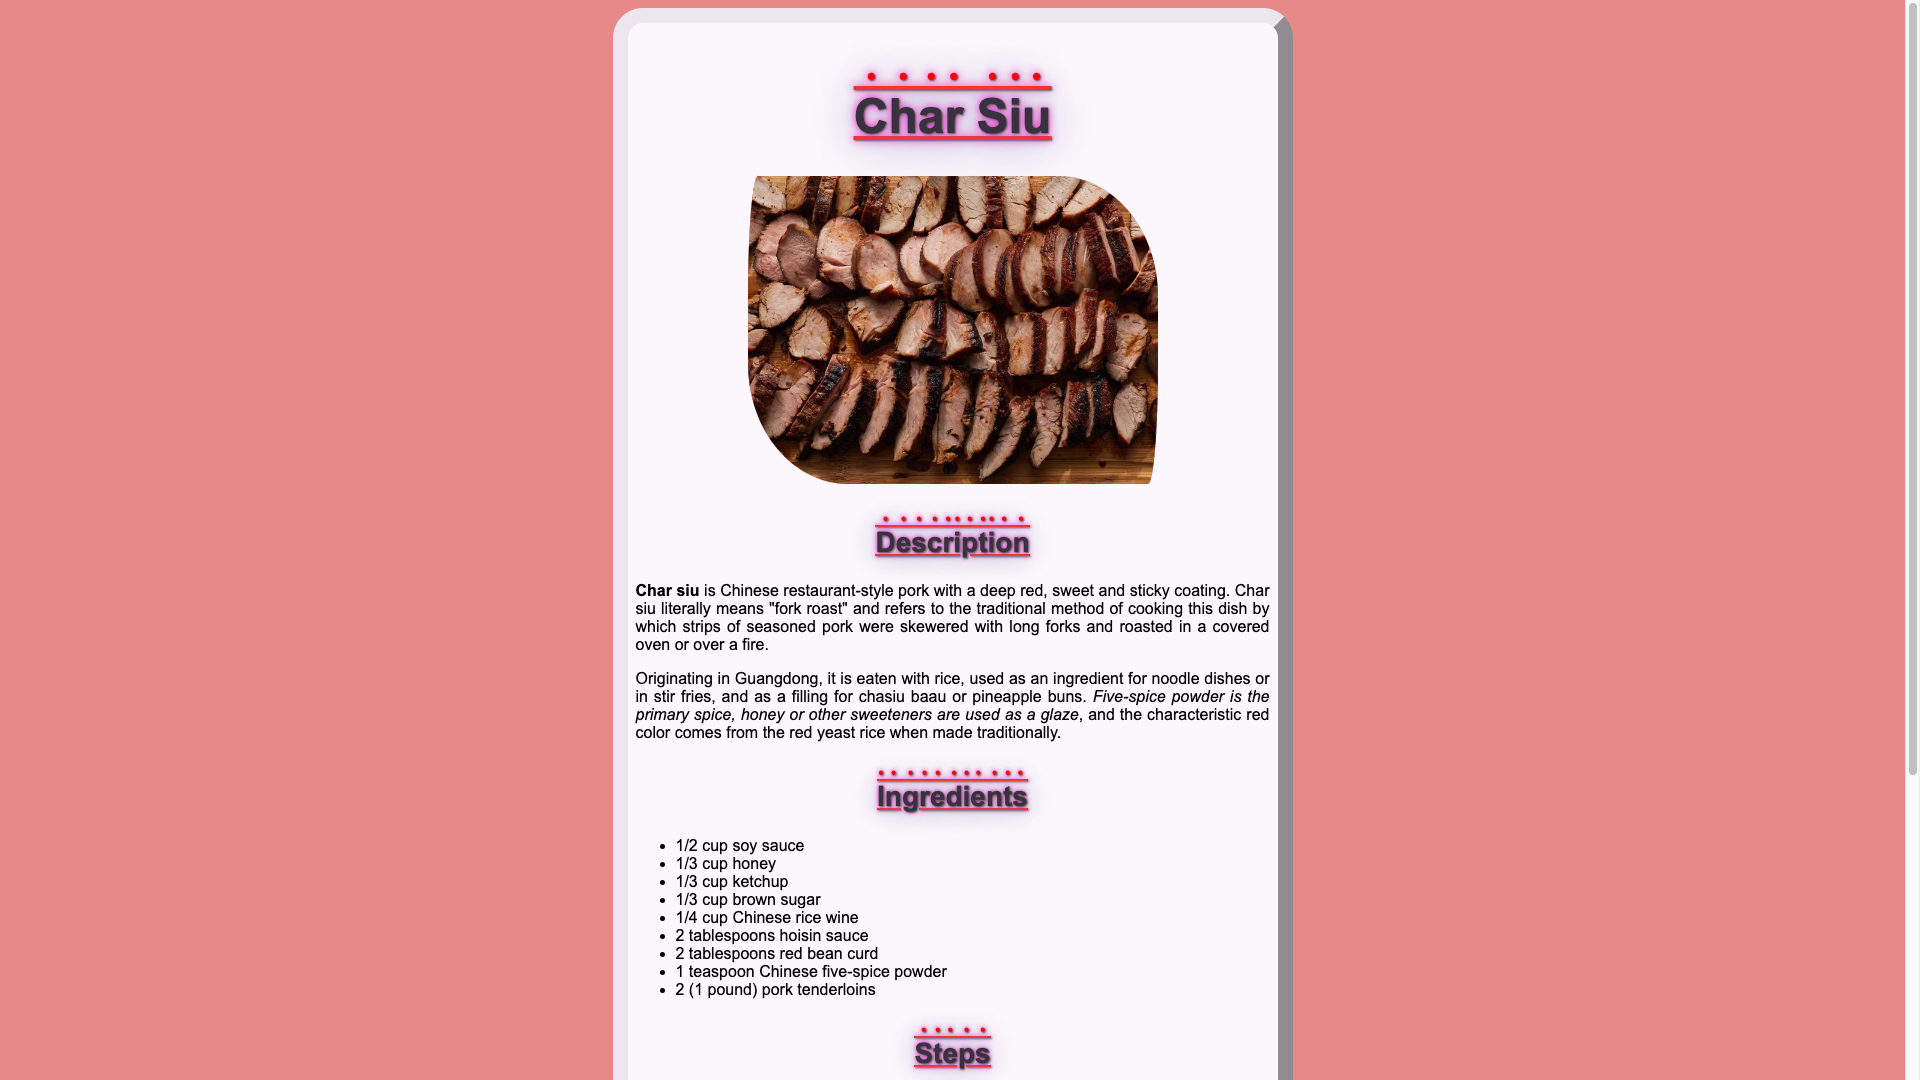 Char Siu
Description
Char siu is Chinese restaurant-style pork with a deep red, sweet and sticky coating. Char
siu literally means "fork roast" and refers to the traditional method of cooking this dish by
which strips of seasoned pork were skewered with long forks and roasted in a covered
oven or over a fire.
Originating in Guangdong, it is eaten with rice, used as an ingredient for noodle dishes or
in stir fries, and as a filling for chasiu baau or pineapple buns. Five-spice powder is the
primary spice, honey or other sweeteners are used as a glaze, and the characteristic red
color comes from the red yeast rice when made traditionally.
Ingredients
• 1/2 cup soy sauce
• 1/3 cup honey
• 1/3 cup ketchup
• 1/3 cup brown sugar
• 1/4 cup Chinese rice wine
• 2 tablespoons hoisin sauce
• 2 tablespoons red bean curd
• 1 teaspoon Chinese five-spice powder
• 2 (1 pound) pork tenderloins
Steps